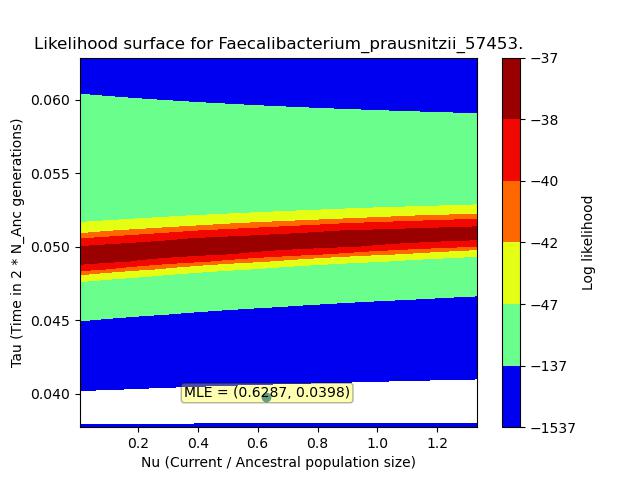 Likelihood surface for Faecalibacterium_prausnitzii_57453.
Tau (Time in 2 * N_Anc generations)
0.060
0.055
0.050
0.045
0.040
MLE = (0.6287, 0.0398)
0.2 0.4 0.6 0.8 1.0 1.2
Nu (Current / Ancestral population size)
−37
−38
−40
−42
−47
−137
−1537
Log likelihood